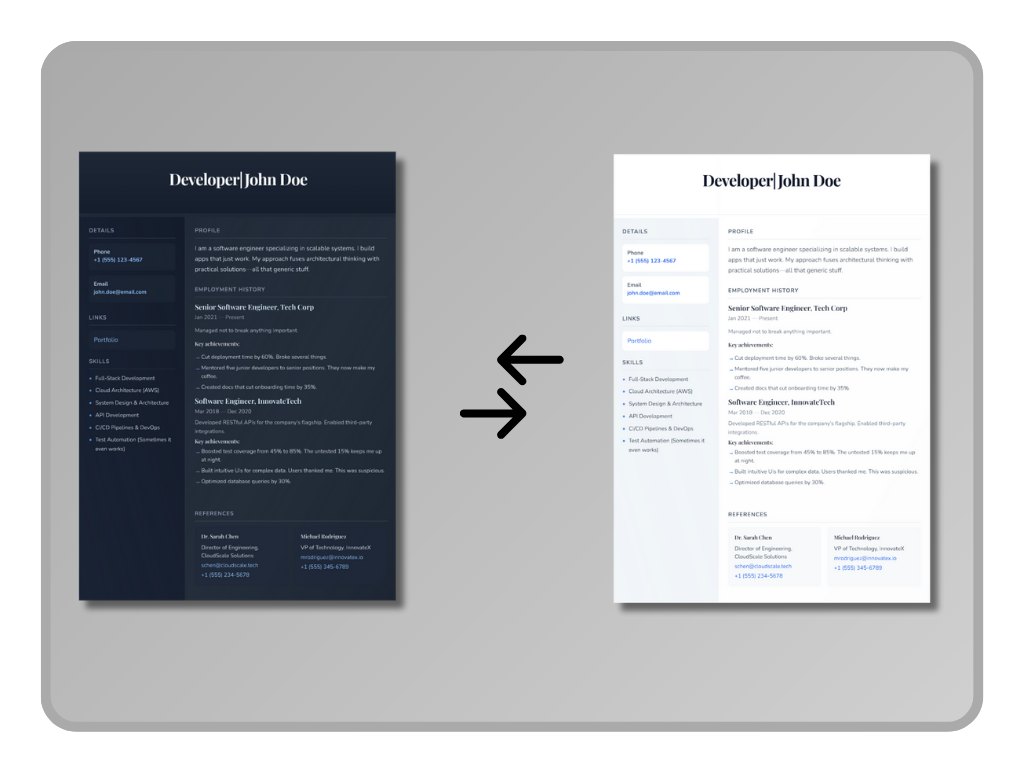 Developer|John Doe
DETAILS
Phone
+1 (555) 123-4567
Email
john.doe@email.com
LINKS
Portfolio
SKILLS
Full-Stack Development
Cloud Architecture (AWS)
System Design & Architecture
API Development
CI/CD Pipelines & DevOps
Test Automation (Sometimes it
even works)
PROFILE
I am a software engineer specializing in scalable systems. I build
apps that just work. My approach fuses architectural thinking with
practical solutions—all that generic stuff.
EMPLOYMENT HISTORY
Senior Software Engineer, Tech Corp
Jan 2021 — Present
Managed not to break anything important.
Key achievements:
Cut deployment time by 60%. Broke several things.
Mentored five junior developers to senior positions. They now make my
coffee.
Created docs that cut onboarding time by 35%.
Software Engineer, InnovateTech
Mar 2018 — Dec 2020
Developed RESTful APIs for the company's flagship. Enabled third-party
integrations.
Key achievements:
Boosted test coverage from 45% to 85%. The untested 15% keeps me up
at night.
Built intuitive UIs for complex data. Users thanked me. This was suspicious.
Optimized database queries by 30%.
REFERENCES
Dr. Sarah Chen
Director of Engineering,
CloudScale Solutions
schen@cloudscale.tech
+1 (555) 234-5678
Michael Rodriguez
VP of Technology, InnovateX
mrodriguez@innovatex.io
+1 (555) 345-6789
Developer|John Doe
DETAILS
Phone
+1 (555) 123-4567
Email
john.doe@email.com
LINKS
Portfolio
SKILLS
Full-Stack Development
Cloud Architecture (AWS)
System Design & Architecture
API Development
CI/CD Pipelines & DevOps
Test Automation (Sometimes it
even works)
PROFILE
I am a software engineer specializing in scalable systems. I build
apps that just work. My approach fuses architectural thinking with
practical solutions—all that generic stuff.
EMPLOYMENT HISTORY
Senior Software Engineer, Tech Corp
Jan 2021 — Present
Managed not to break anything important.
Key achievements:
Cut deployment time by 60%. Broke several things.
Mentored five junior developers to senior positions. They now make my
coffee.
Created docs that cut onboarding time by 35%.
Software Engineer, InnovateTech
Mar 2018 — Dec 2020
Developed RESTful APIs for the company's flagship. Enabled third-party
integrations.
Key achievements:
Boosted test coverage from 45% to 85%. The untested 15% keeps me up
at night.
Built intuitive UIs for complex data. Users thanked me. This was suspicious.
Optimized database queries by 30%.
REFERENCES
Dr. Sarah Chen
Director of Engineering,
CloudScale Solutions
schen@cloudscale.tech
+1 (555) 234-5678
Michael Rodriguez
VP of Technology, InnovateX
mrodriguez@innovatex.io
+1 (555) 345-6789